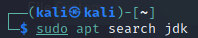 ┌──(kali㉿kali)-[~]
└─$ sudo apt search jdk